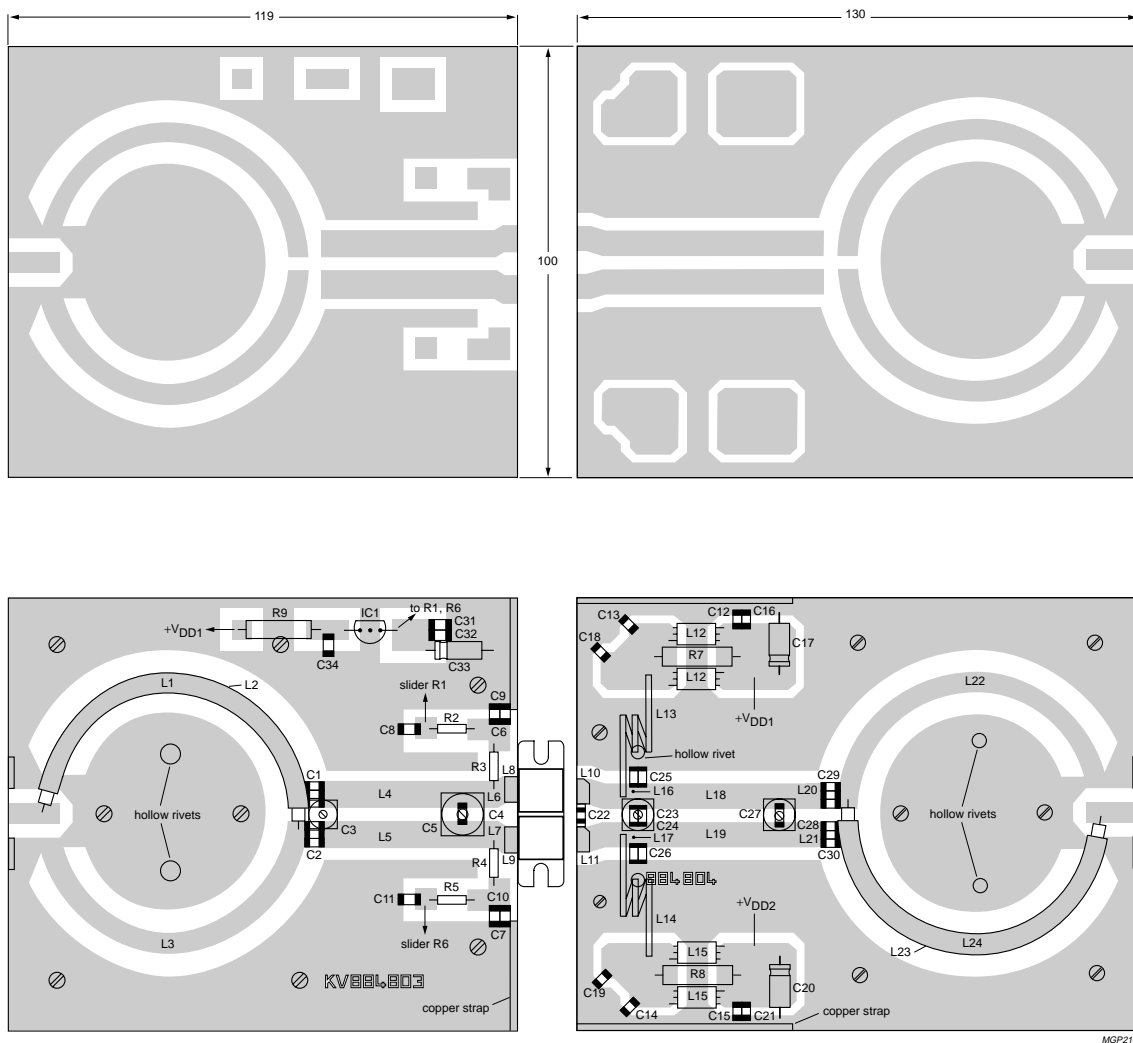 119
130
100
R9
IC1
to R1, R6
+VDD1
C31
C32
C34
C33
L1
L2
slider R1
C9
C8
R2
C6
R3
L8
C1
L4
L6
hollow rivets
C3
C5
C4
L5
L7
C2
R4
L9
C11
R5
C10
C7
L3
slider R6
KV884803
copper strap
C13
C12
C16
L12
C18
C17
R7
L12
L22
L13
+VDD1
hollow rivet
L10
C25
C29
L16
L18
L20
C22
C23
C27
hollow rivets
C24
C28
L17
L19
L21
L11
C26
C30
884804
+VDD2
L14
L23
L24
L15
R8
C19
C20
L15
C14
C15
C21
copper strap
MGP21